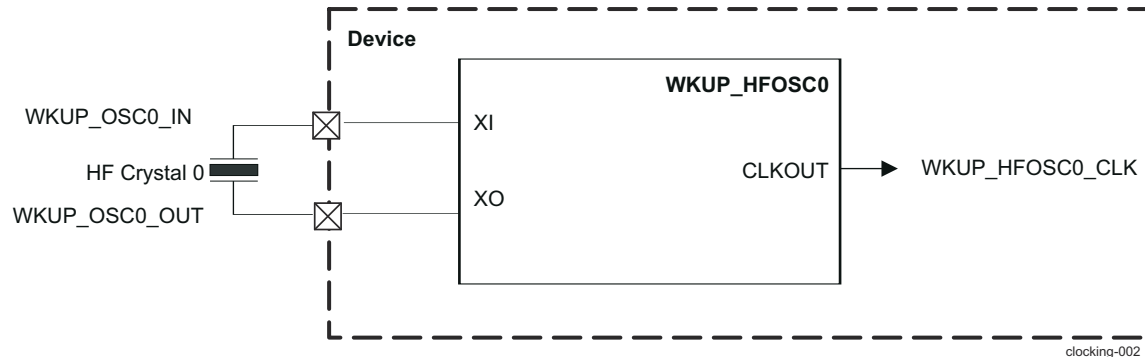 Device
WKUP_HFOSC0
WKUP_OSC0_IN
XI
HF Crystal 0
CLKOUT
WKUP_HFOSC0_CLK
XO
WKUP_OSC0_OUT
clocking-002